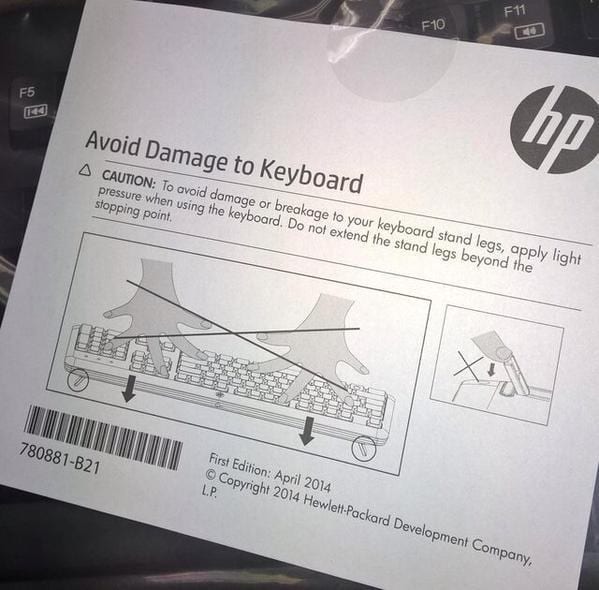 F10
F11
F5
hp
Avoid Damage to Keyboard
CAUTION: To avoid damage or breakage to your keyboard stand legs, apply light
pressure when using the keyboard. Do not extend the stand legs beyond the
stopping point.
780881-B21
First Edition: April 2014
© Copyright 2014 Hewlett-Packard Development Company,
L.P.